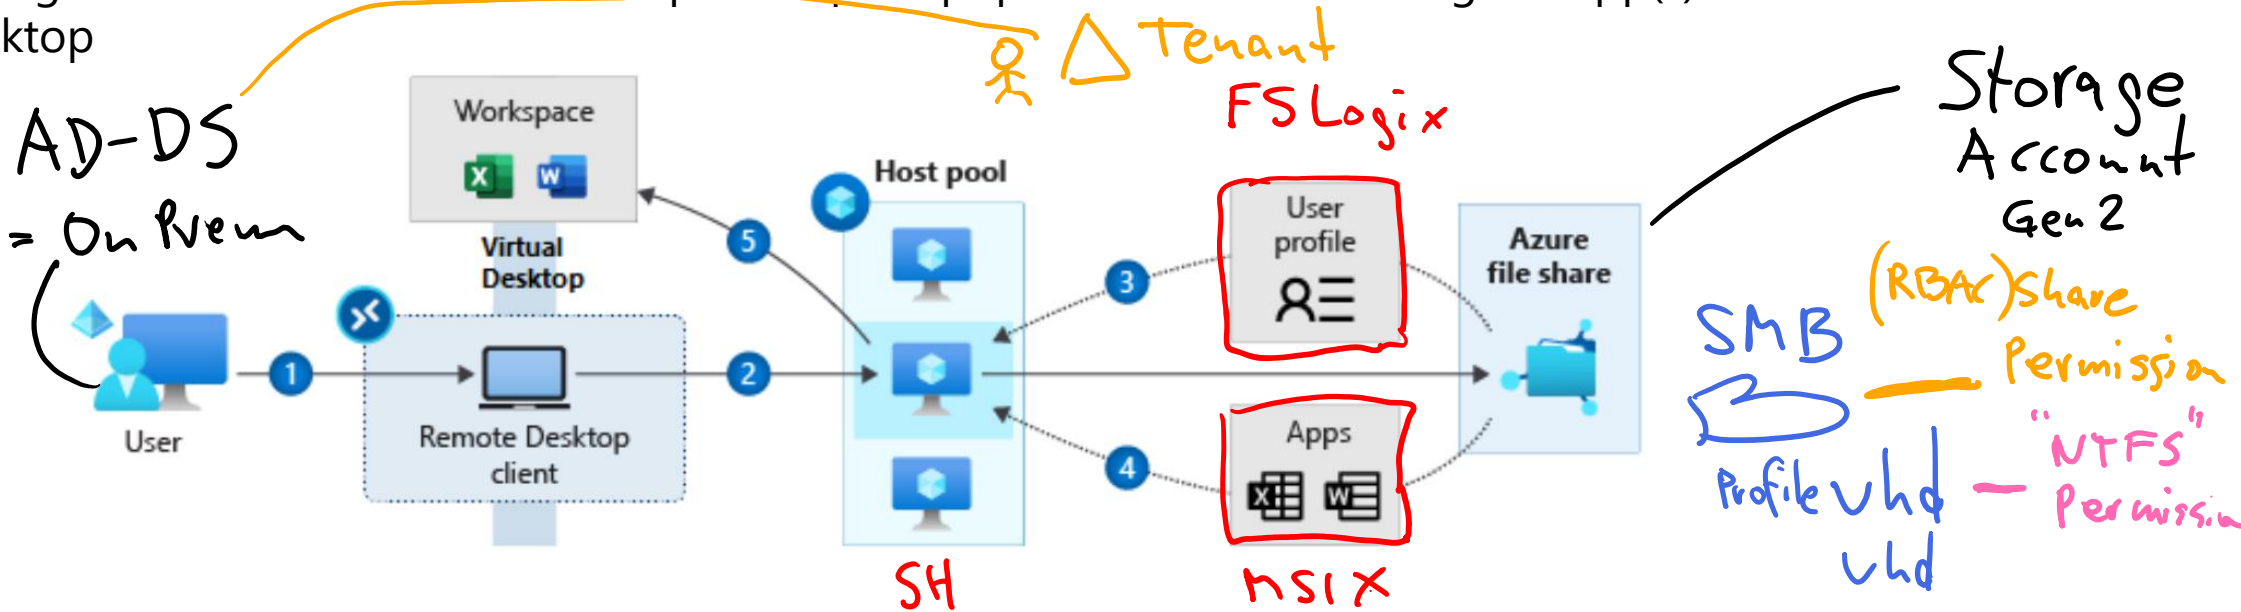 ktop
Tenant
AD-DS
= On Prem
Workspace
X
W
Virtual
Desktop
Host pool
FSLogix
User
profile
Azure
file share
Storage
Account
Gen 2
(RBAC) Share
Permission
SMB
"NTFS"
Permission
Profile vhd
vhd
1
2
3
4
5
User
Remote Desktop
client
Apps
X
W
SH
MSIX